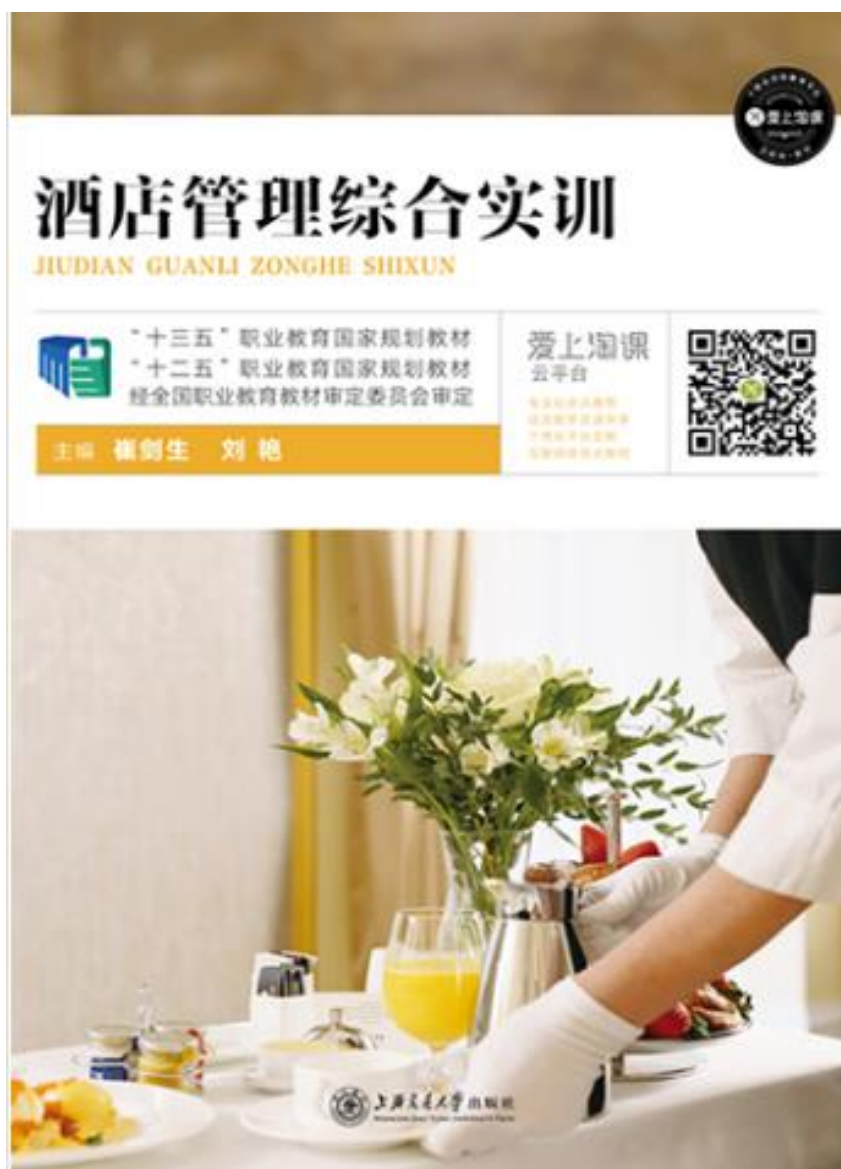 爱上淘课
酒店管理综合实训
JIUDIAN GUANLI ZONGHE SHIXUN
“十三五”职业教育国家规划教材
“十二五”职业教育国家规划教材
经全国职业教育教材审定委员会审定
主编 崔剑生 刘艳
爱上淘课
云平台
上海交通大学出版社